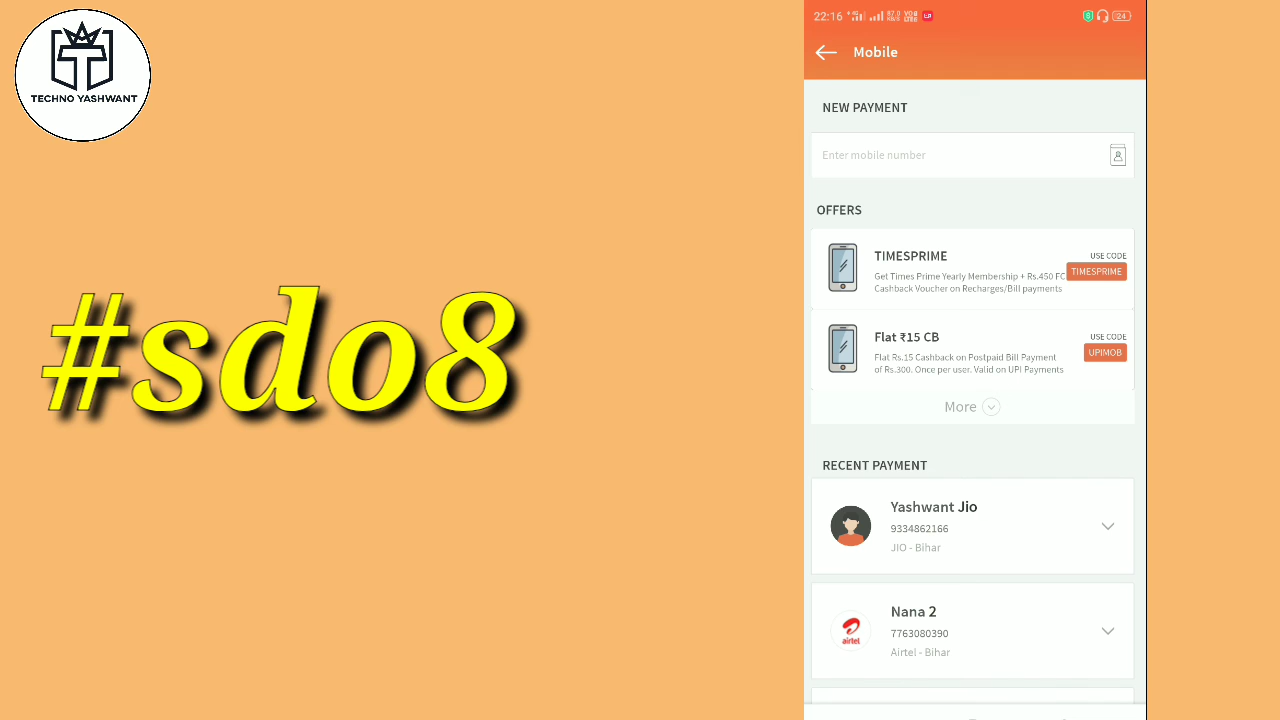 TECHNO YASHWANT
#sdo8
22:16
Mobile
NEW PAYMENT
Enter mobile number
OFFERS
TIMESPRIME
Get Times Prime Yearly Membership + Rs.450 FC
Cashback Voucher on Recharges/Bill payments
USE CODE
TIMESPRIME
Flat ₹15 CB
Flat Rs.15 Cashback on Postpaid Bill Payment
of Rs.300. Once per user. Valid on UPI Payments
USE CODE
UPIMOB
More
RECENT PAYMENT
Yashwant Jio
9334862166
JIO - Bihar
airtel
Nana 2
7763080390
Airtel - Bihar